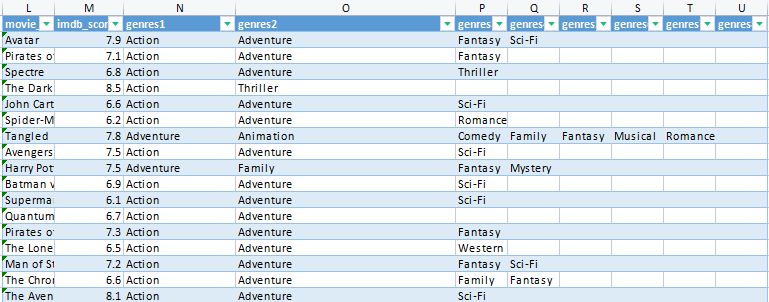 L M N O P Q R S T U
movie_ imdb_scor genres1 genres2 genres genres genres genres genres genres
Avatar 7.9 Action Adventure Fantasy Sci-Fi
Pirates of 7.1 Action Adventure Fantasy
Spectre 6.8 Action Adventure Thriller
The Dark 8.5 Action Thriller
John Cart 6.6 Action Adventure Sci-Fi
Spider-M 6.2 Action Adventure Romance
Tangled 7.8 Adventure Animation Comedy Family Fantasy Musical Romance
Avengers 7.5 Action Adventure Sci-Fi
Harry Pot 7.5 Adventure Family Fantasy Mystery
Batman v 6.9 Action Adventure Sci-Fi
Superma 6.1 Action Adventure Sci-Fi
Quantum 6.7 Action Adventure
Pirates of 7.3 Action Adventure Fantasy
The Lone 6.5 Action Adventure Western
Man of St 7.2 Action Adventure Fantasy Sci-Fi
The Chron 6.6 Action Adventure Family Fantasy
The Aven 8.1 Action Adventure Sci-Fi